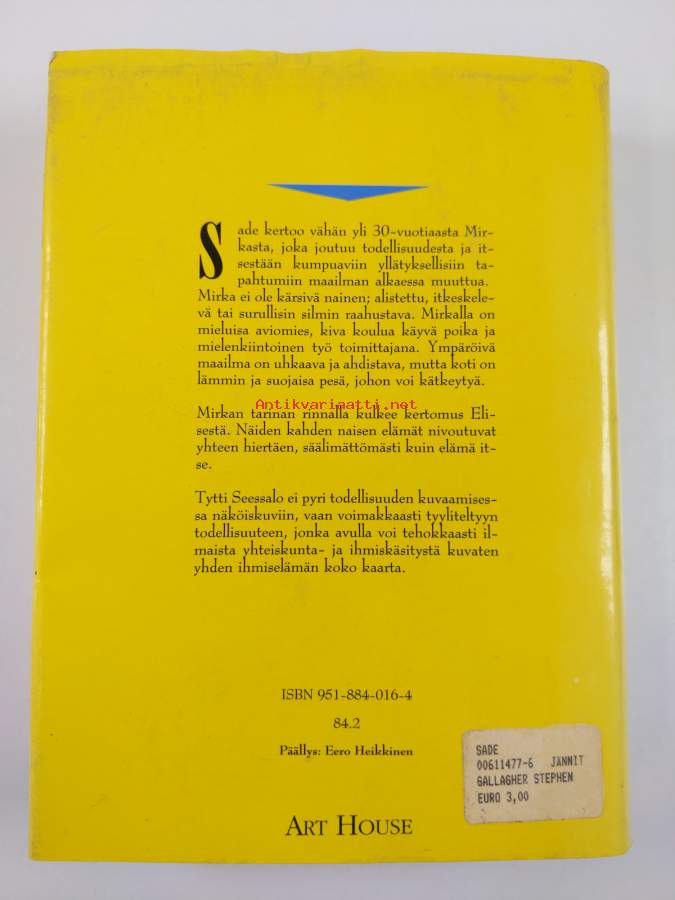 Sade kertoo vähän yli 30-vuotiaasta Mir-
kasta, joka joutuu todellisuudesta ja it-
sestään kumpuaviin yllätyksellisiin ta-
pahtumiin maailman alkaessa muuttua.
Mirka ei ole kärsivä nainen; alistettu, itkeskele-
vä tai surullisin silmin raahustava. Mirkalla on
mieluisa aviomies, kiva koulua käyvä poika ja
mielenkiintoinen työ toimittajana. Ympäröivä
maailma on uhkaava ja ahdistava, mutta koti on
lämmin ja suojaisa pesä, johon voi kätkeytyä.
Antikvariaatti.net
Mirkan tarinan rinnalla kulkee kertomus Eli-
sestä. Näiden kahden naisen elämät nivoutuvat
yhteen hiertäen, säälimättömästi kuin elämä it-
se.
Tytti Seessalo ei pyri todellisuuden kuvaamises-
sa näköiskuviin, vaan voimakkaasti tyyliteltyyn
todellisuuteen, jonka avulla voi tehokkaasti il-
maista yhteiskunta- ja ihmiskäsitystä kuvaten
yhden ihmiselämän koko kaarta.
ISBN 951-884-016-4
84.2
Päällys: Eero Heikkinen
SADE
00611477-6 JÄNNIT
GALLAGHER STEPHEN
EURO 3,00
ART HOUSE